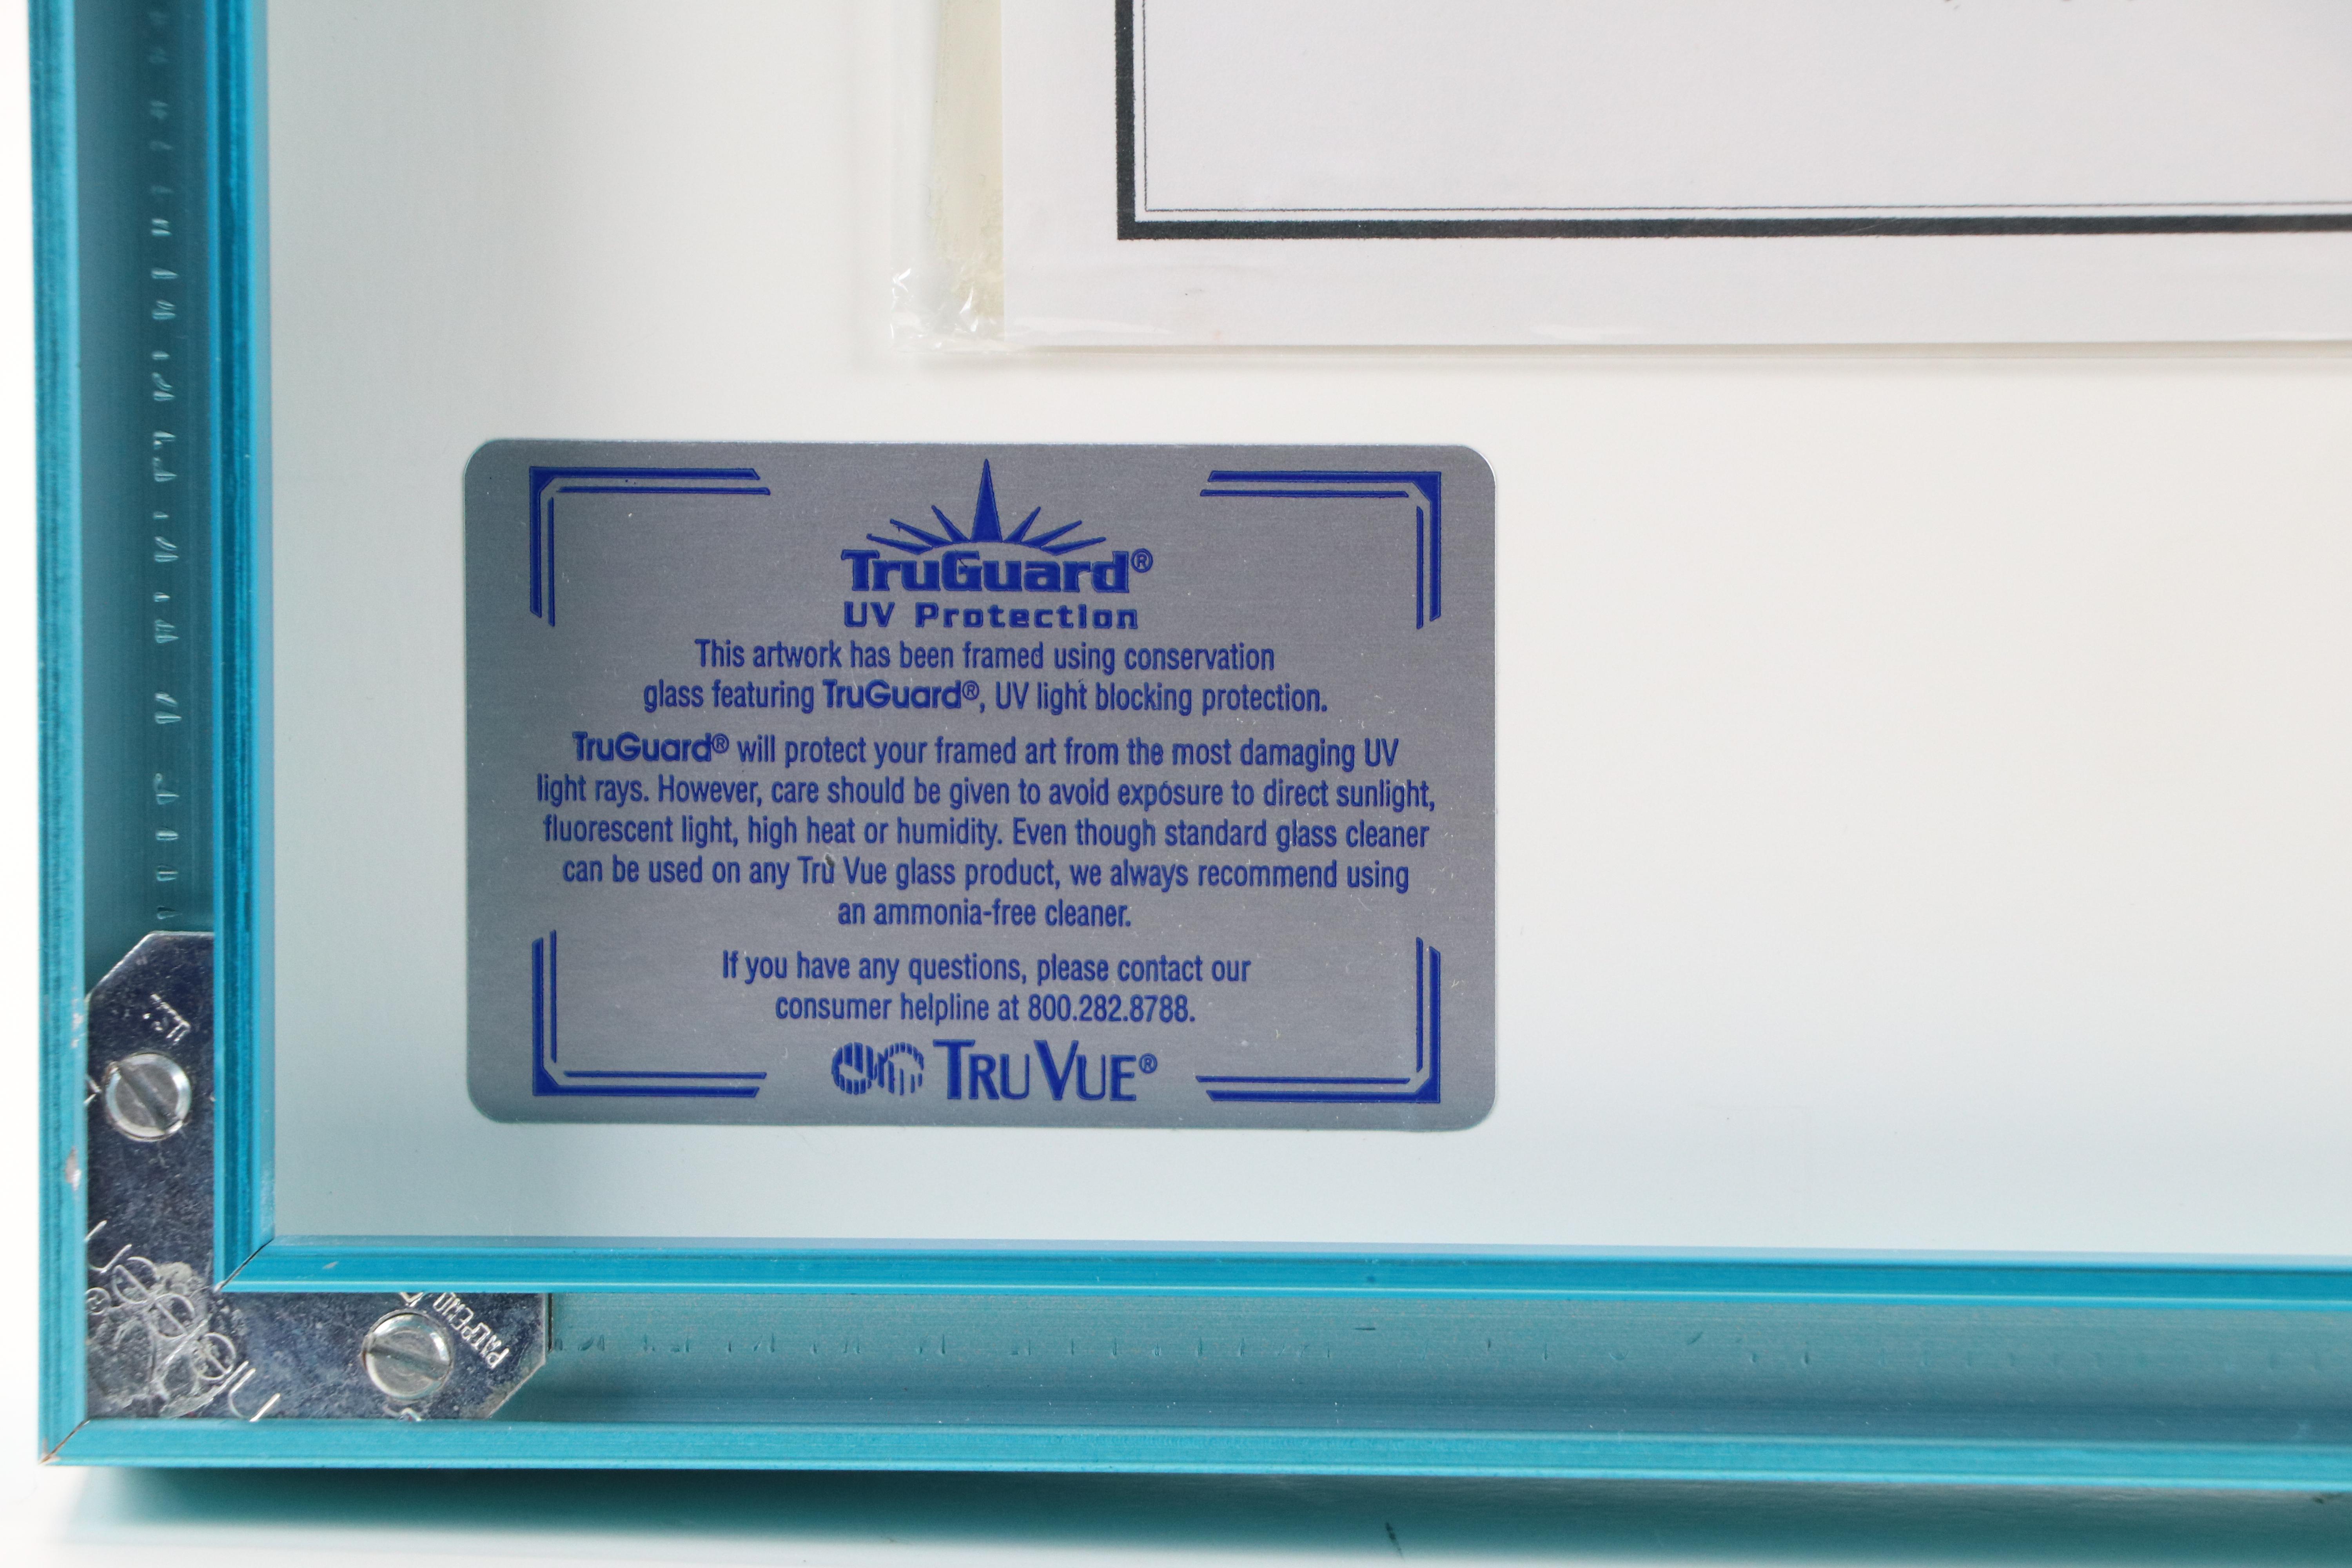 TruGuard®
UV Protection
This artwork has been framed using conservation
glass featuring TruGuard®, UV light blocking protection.
TruGuard® will protect your framed art from the most damaging UV
light rays. However, care should be given to avoid exposure to direct sunlight,
fluorescent light, high heat or humidity. Even though standard glass cleaner
can be used on any Tru Vue glass product, we always recommend using
an ammonia-free cleaner.
If you have any questions, please contact our
consumer helpline at 800.282.8788.
TRU VUE®